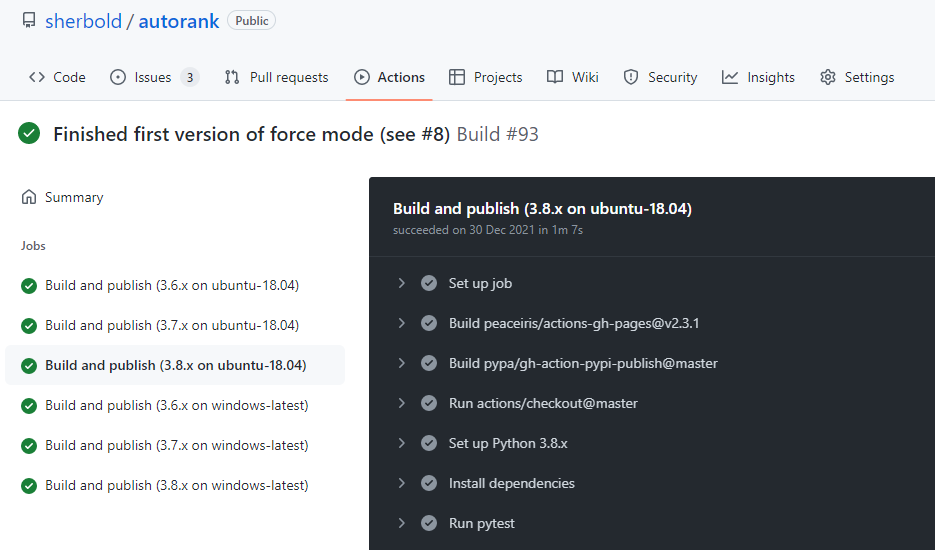 sherbold / autorank Public
Code Issues 3 Pull requests Actions Projects Wiki Security Insights Settings
Finished first version of force mode (see #8) Build #93
Summary
Jobs
Build and publish (3.6.x on ubuntu-18.04)
Build and publish (3.7.x on ubuntu-18.04)
Build and publish (3.8.x on ubuntu-18.04)
Build and publish (3.6.x on windows-latest)
Build and publish (3.7.x on windows-latest)
Build and publish (3.8.x on windows-latest)
Build and publish (3.8.x on ubuntu-18.04)
succeeded on 30 Dec 2021 in 1m 7s
Set up job
Build peaceiris/actions-gh-pages@v2.3.1
Build pypa/gh-action-pypi-publish@master
Run actions/checkout@master
Set up Python 3.8.x
Install dependencies
Run pytest